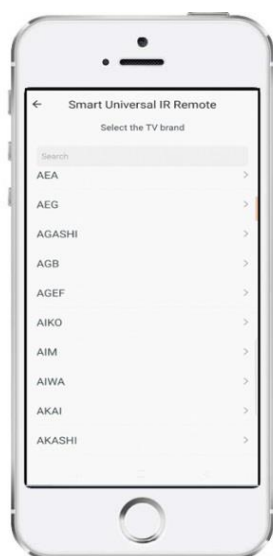 Smart Universal IR Remote
Select the TV brand
Search
AEA
AEG
AGASHI
AGB
AGEF
AIKO
AIM
AIWA
AKAI
AKASHI